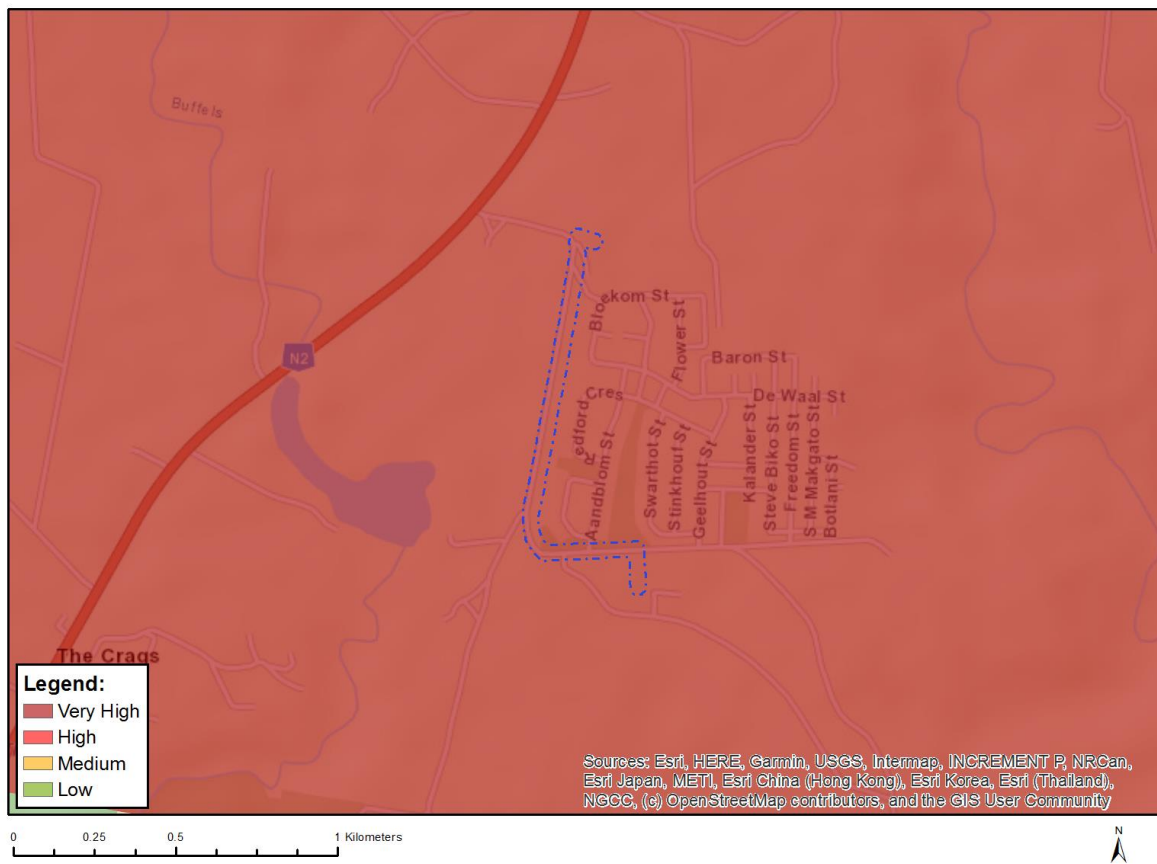 Buffels
N2
Bloekom St
Flower St
Baron St
De Waal St
Redford Cres
Aandblom St
Swarthot St
Stinkhout St
Geelhout St
Kalander St
Steve Biko St
Freedom St
S M Makgato St
Botlani St
The Crags
Legend:
Very High
High
Medium
Low
Sources: Esri, HERE, Garmin, USGS, Intermap, INCREMENT P, NRCan,
Esri Japan, METI, Esri China (Hong Kong), Esri Korea, Esri (Thailand),
NGCC, (c) OpenStreetMap contributors, and the GIS User Community
0 0.25 0.5 1 Kilometers
N